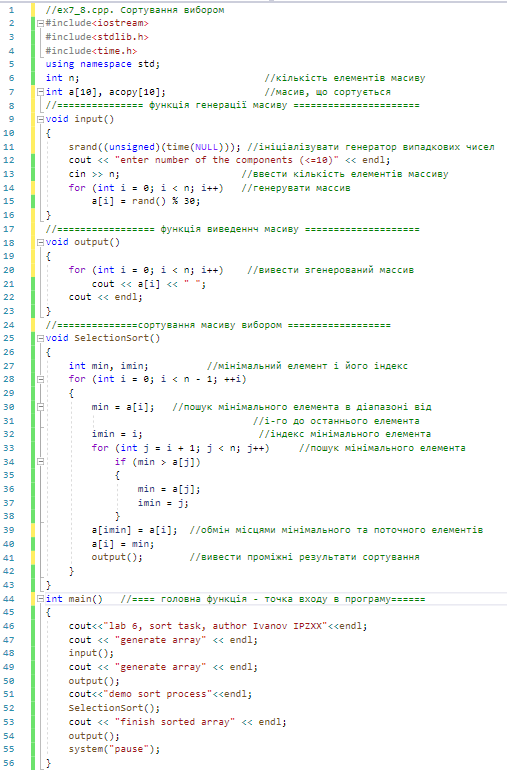 1 //ex7_8.cpp. Сортування вибором
2 #include<iostream>
3 #include<stdlib.h>
4 #include<time.h>
5 using namespace std;
6 int n; //кількість елементів масиву
7 int a[10], acopy[10]; //масив, що сортується
8 //=============== функція генерації масиву ======================
9 void input()
10 {
11 srand((unsigned)(time(NULL))); //ініціалізувати генератор випадкових чисел
12 cout << "enter number of the components (<=10)" << endl;
13 cin >> n; //ввести кількість елементів массиву
14 for (int i = 0; i < n; i++) //генерувати массив
15 a[i] = rand() % 30;
16 }
17 //================= функція виведеннч масиву ====================
18 void output()
19 {
20 for (int i = 0; i < n; i++) //вивести згенерований массив
21 cout << a[i] << " ";
22 cout << endl;
23 }
24 //==============сортування масиву вибором ==================
25 void SelectionSort()
26 {
27 int min, imin; //мінімальний елемент і його індекс
28 for (int i = 0; i < n - 1; ++i)
29 {
30 min = a[i]; //пошук мінімального елемента в діапазоні від
31 //і-го до останнього елемента
32 imin = i; //індекс мінімального елемента
33 for (int j = i + 1; j < n; j++) //пошук мінімального елемента
34 if (min > a[j])
35 {
36 min = a[j];
37 imin = j;
38 }
39 a[imin] = a[i]; //обмін місцями мінімального та поточного елементів
40 a[i] = min;
41 output(); //вивести проміжні результати сортування
42 }
43 }
44 int main() //==== головна функція - точка входу в програму======
45 {
46 cout<<"lab 6, sort task, author Ivanov IPZXX"<<endl;
47 cout << "generate array" << endl;
48 input();
49 cout << "generate array" << endl;
50 output();
51 cout<<"demo sort process"<<endl;
52 SelectionSort();
53 cout << "finish sorted array" << endl;
54 output();
55 system("pause");
56 }